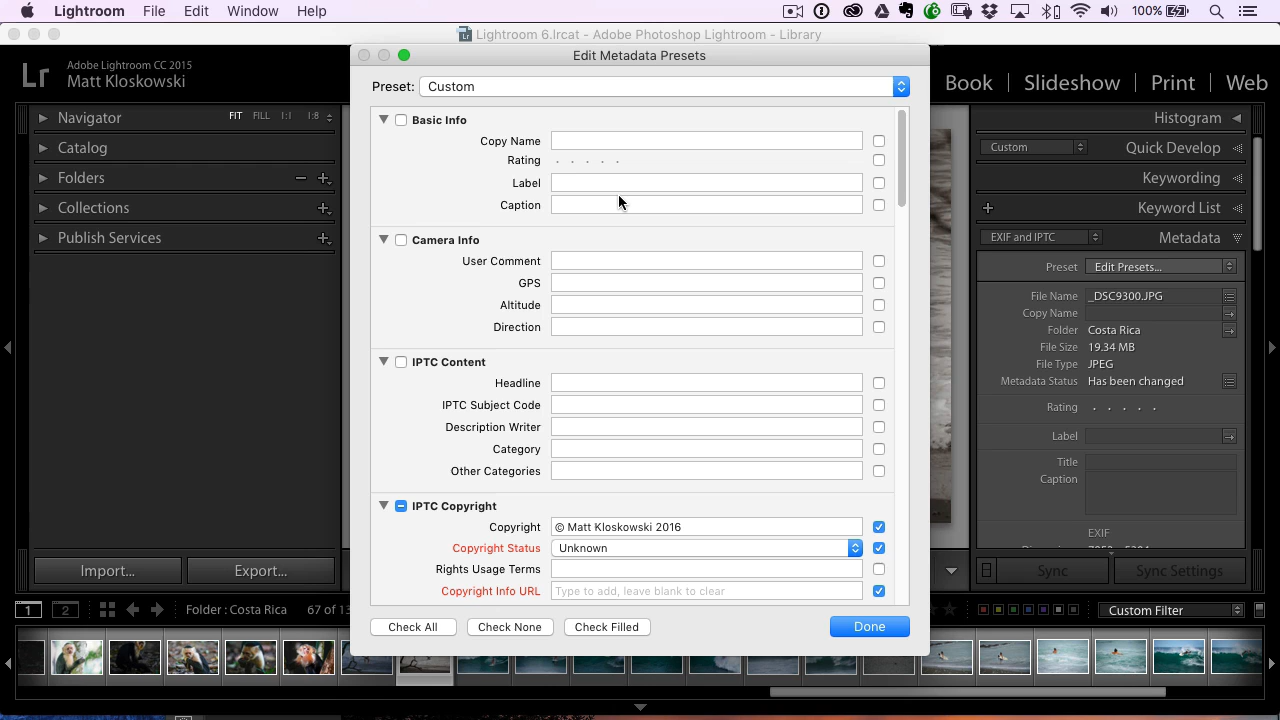 Lightroom File Edit Window Help 100%
Lightroom 6.lrcat - Adobe Photoshop Lightroom - Library
Lr Adobe Lightroom CC 2015
Matt Kloskowski
Book | Slideshow | Print | Web
Navigator FIT FILL 1:1 1:8
Catalog
Folders
Collections
Publish Services
Import... Export...
Edit Metadata Presets
Preset: Custom
Basic Info
Copy Name
Rating
Label
Caption
Camera Info
User Comment
GPS
Altitude
Direction
IPTC Content
Headline
IPTC Subject Code
Description Writer
Category
Other Categories
IPTC Copyright
Copyright © Matt Kloskowski 2016
Copyright Status Unknown
Rights Usage Terms
Copyright Info URL Type to add, leave blank to clear
Check All Check None Check Filled Done
Histogram
Custom Quick Develop
Keywording
Keyword List
EXIF and IPTC Metadata
Preset Edit Presets...
File Name _DSC9300.JPG
Copy Name
Folder Costa Rica
File Size 19.34 MB
File Type JPEG
Metadata Status Has been changed
Rating
Label
Title
Caption
EXIF
Sync Sync Settings
1 2 Folder : Costa Rica 67 of 13 Custom Filter